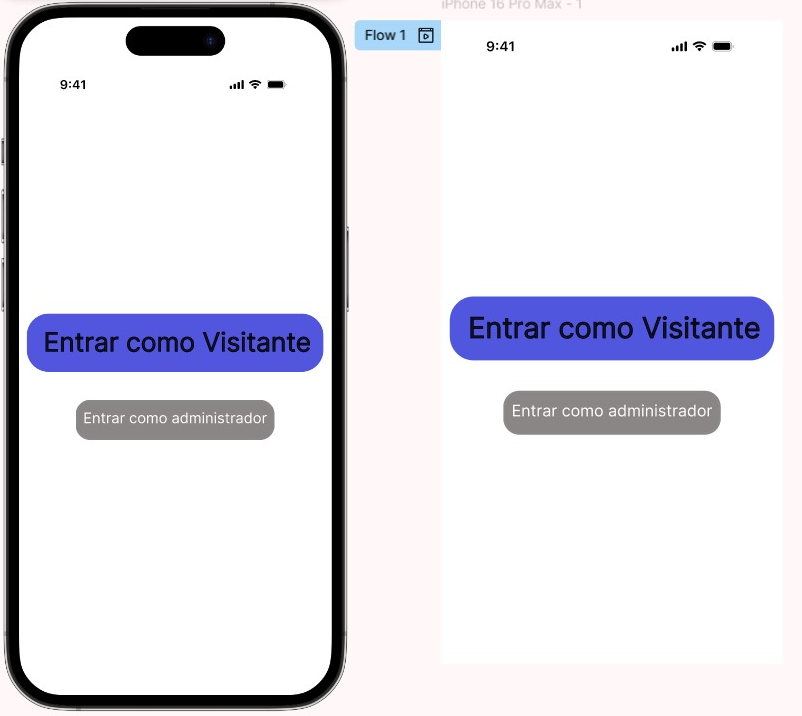 iPhone 16 Pro Max - 1
Flow 1
9:41
9:41
Entrar como Visitante
Entrar como Visitante
Entrar como administrador
Entrar como administrador